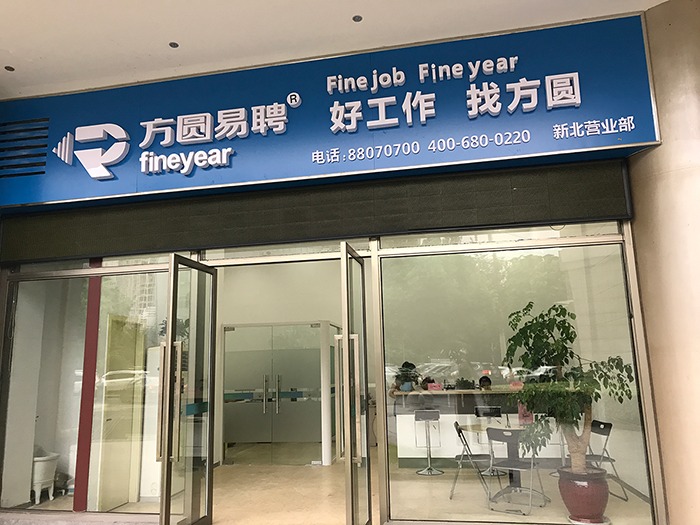 方圆易聘®
fineyear
Fine job Fine year
好工作 找方圆
电话:88070700 400-680-0220 新北营业部